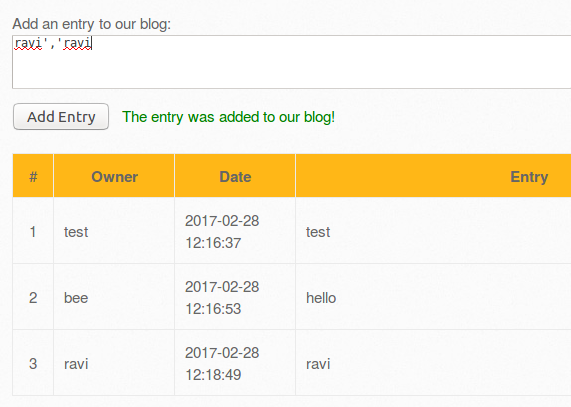 Add an entry to our blog:
ravi','ravi
Add Entry The entry was added to our blog!
# Owner Date Entry
1 test 2017-02-28 12:16:37 test
2 bee 2017-02-28 12:16:53 hello
3 ravi 2017-02-28 12:18:49 ravi